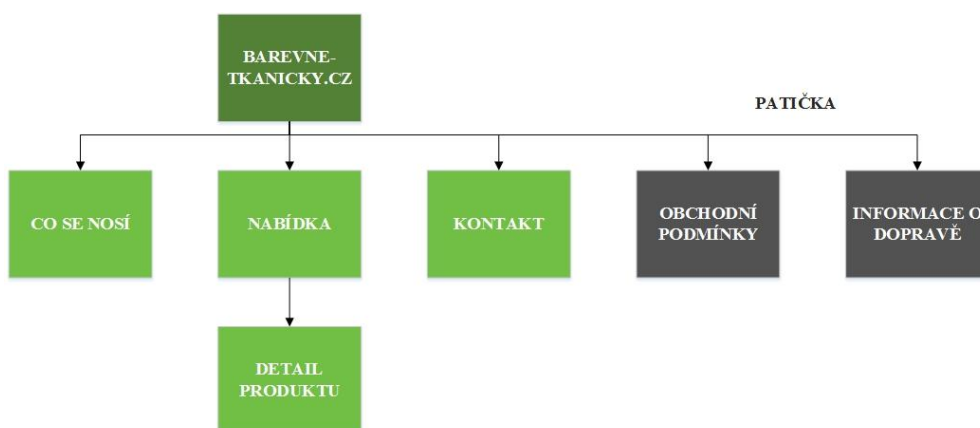 BAREVNE-
TKANICKY.CZ
PATIČKA
CO SE NOSÍ
NABÍDKA
KONTAKT
OBCHODNÍ
PODMÍNKY
INFORMACE O
DOPRAVĚ
DETAIL
PRODUKTU